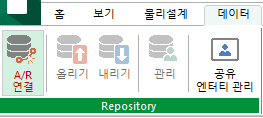 홈 보기 물리설계 데이터
A/R 연결
올리기 내리기 관리 공유 엔터티 관리
Repository